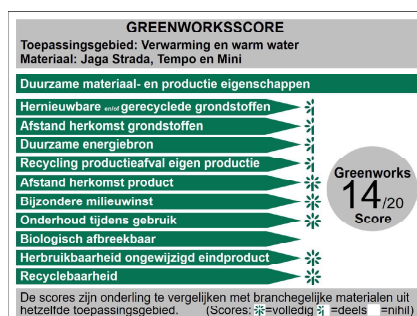 GREENWORKSSCORE
Toepassingsgebied: Verwarming en warm water
Materiaal: Jaga Strada, Tempo en Mini
Duurzame materiaal- en productie eigenschappen
Hernieuwbare en/of gerecyclede grondstoffen
Afstand herkomst grondstoffen
Duurzame energiebron
Recycling productieafval eigen productie
Afstand herkomst product
Bijzondere milieuwinst
Onderhoud tijdens gebruik
Biologisch afbreekbaar
Herbruikbaarheid ongewijzigd eindproduct
Recyclebaarheid
Greenworks
14/20
Score
De scores zijn onderling te vergelijken met branchegelijke materialen uit
hetzelfde toepassingsgebied. (Scores: =volledig =deels =nihil)